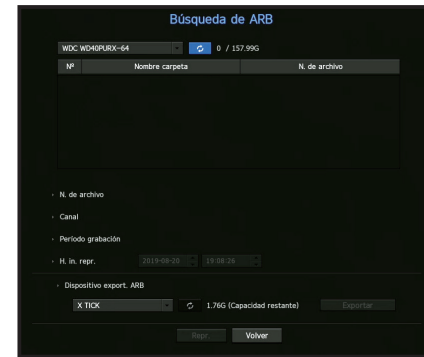 Búsqueda de ARB
WDC WD40PURX-64 0 / 157.99G
Nº Nombre carpeta N. de archivo
N. de archivo
Canal
Período grabación
H. in. repr. 2019-08-20 19:08:26
Dispositivo export. ARB
X TICK 1.76G (Capacidad restante) Exportar
Repr. Volver